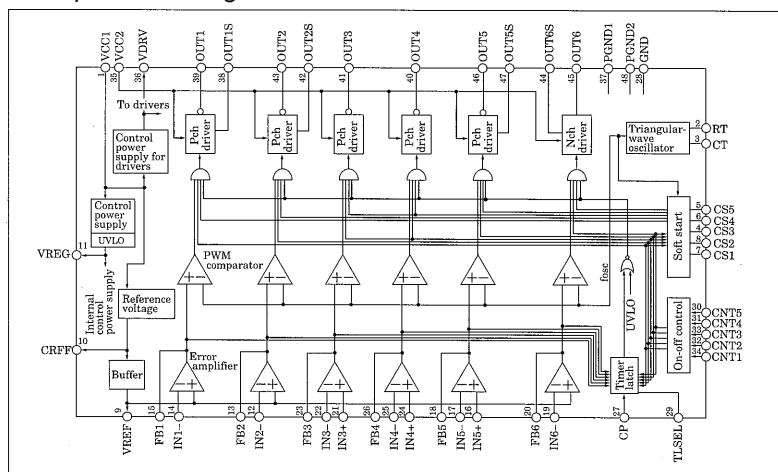 VCC1
VCC2
VDRV
OUT1
OUT1S
OUT2
OUT2S
OUT3
OUT4
OUT5
OUT5S
OUT6S
OUT6
PGND1
PGND2
GND
1
35
36
39
38
43
42
41
40
46
47
44
45
37
48
28
To drivers
Control
power
supply for
drivers
Pch
driver
Pch
driver
Pch
driver
Pch
driver
Pch
driver
Nch
driver
Triangular-
wave
oscillator
2
RT
3
CT
Control
power
supply
UVLO
VREG
11
Soft start
5
CS5
6
CS4
4
CS3
8
CS2
7
CS1
PWM
comparator
fosc
UVLO
Internal
control
power supply
Reference
voltage
On-off control
30
CNT5
31
CNT4
33
CNT3
32
CNT2
34
CNT1
CRFF
10
Buffer
Error
amplifier
Timer
latch
9
15
14
13
12
23
22
21
26
25
24
18
17
16
20
19
27
29
VREF
FB1
IN1-
FB2
IN2-
FB3
IN3-
IN3+
FB4
IN4-
IN4+
FB5
IN5-
IN5+
FB6
IN6-
CP
TLSEL